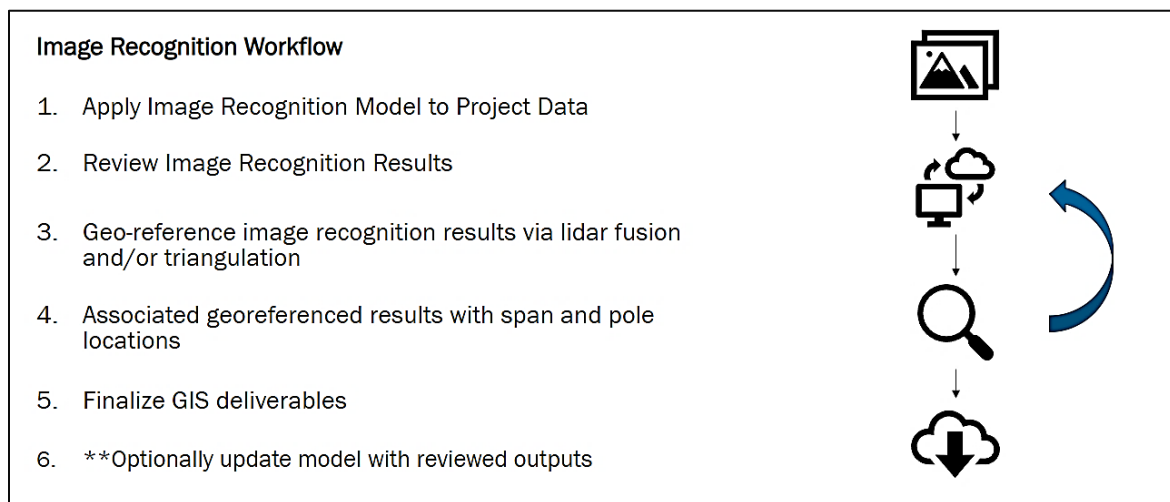 Image Recognition Workflow
1. Apply Image Recognition Model to Project Data
2. Review Image Recognition Results
3. Geo-reference image recognition results via lidar fusion
and/or triangulation
4. Associated georeferenced results with span and pole
locations
5. Finalize GIS deliverables
6. **Optionally update model with reviewed outputs